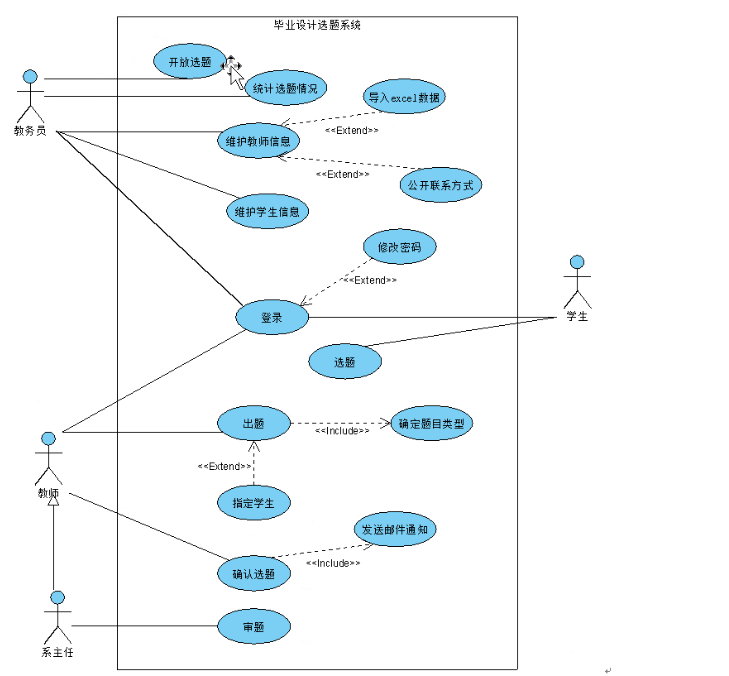 毕业设计选题系统
开放选题
统计选题情况
导入excel数据
教务员
<<Extend>>
维护教师信息
<<Extend>>
公开联系方式
维护学生信息
修改密码
<<Extend>>
学生
登录
选题
出题
<<Include>>
确定题目类型
<<Extend>>
教师
指定学生
发送邮件通知
<<Include>>
确认选题
审题
系主任